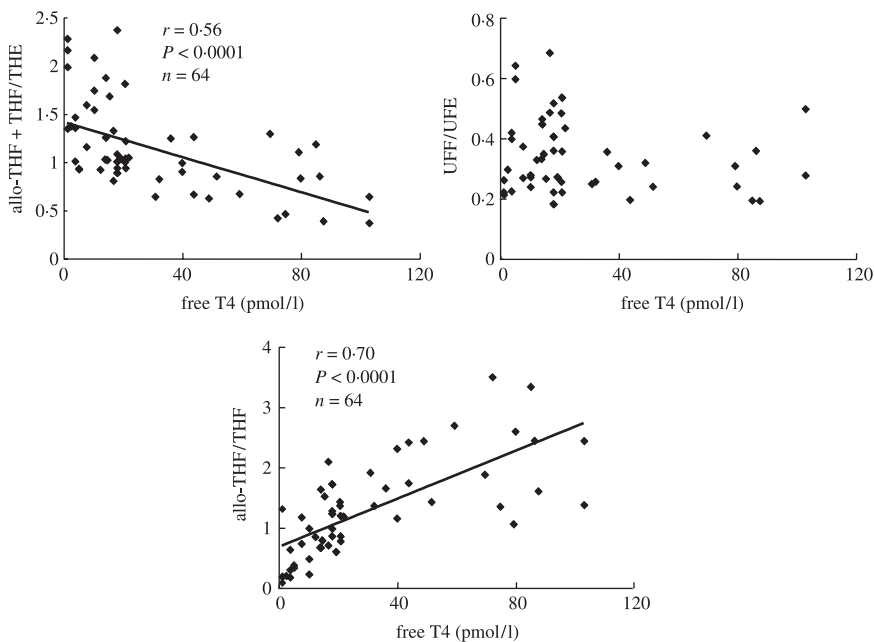 2·5
2
1·5
1
0·5
0
allo-THF + THF/THE
r = 0·56
P < 0·0001
n = 64
0
40
80
120
free T4 (pmol/l)
0·8
0·6
0·4
0·2
0
UFF/UFE
0
40
80
120
free T4 (pmol/l)
4
3
2
1
0
allo-THF/THF
r = 0·70
P < 0·0001
n = 64
0
40
80
120
free T4 (pmol/l)